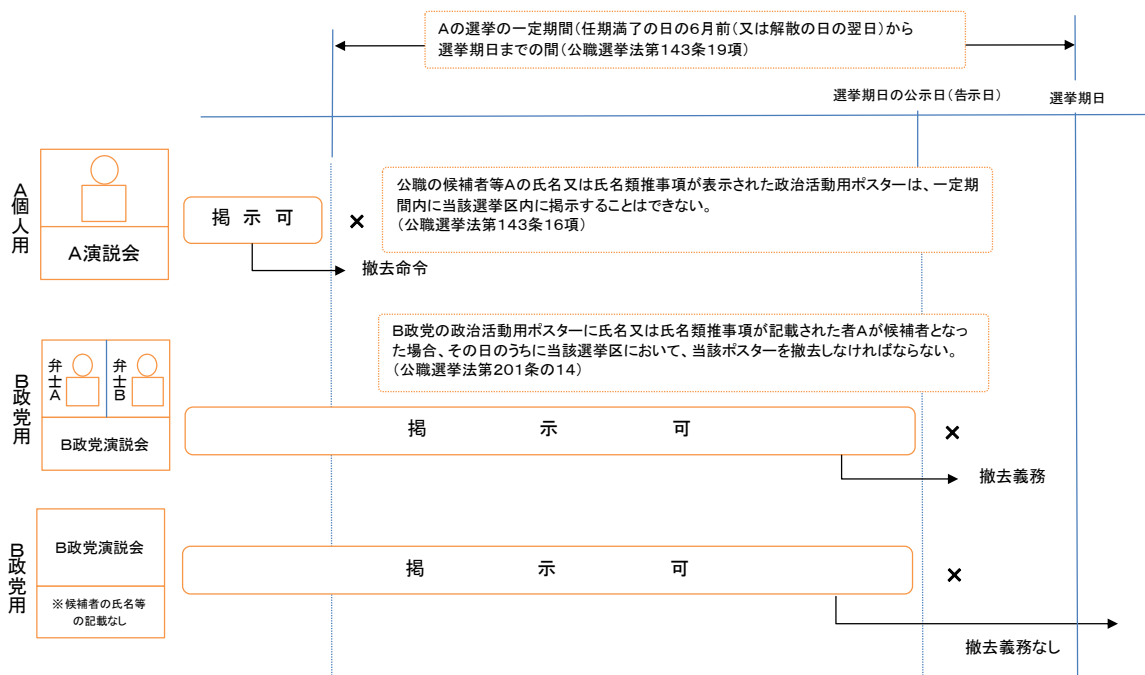 Aの選挙の一定期間(任期満了の日の6月前(又は解散の日の翌日)から
選挙期日までの間(公職選挙法第143条19項)
選挙期日の公示日(告示日)
選挙期日
A個人用
A演説会
掲示可
×
公職の候補者等Aの氏名又は氏名類推事項が表示された政治活動用ポスターは、一定期
間内に当該選挙区内に掲示することはできない。
(公職選挙法第143条16項)
撤去命令
B政党用
弁士A
弁士B
B政党演説会
B政党の政治活動用ポスターに氏名又は氏名類推事項が記載された者Aが候補者となっ
た場合、その日のうちに当該選挙区において、当該ポスターを撤去しなければならない。
(公職選挙法第201条の14)
掲示可
×
撤去義務
B政党用
B政党演説会
※候補者の氏名等
の記載なし
掲示可
×
撤去義務なし